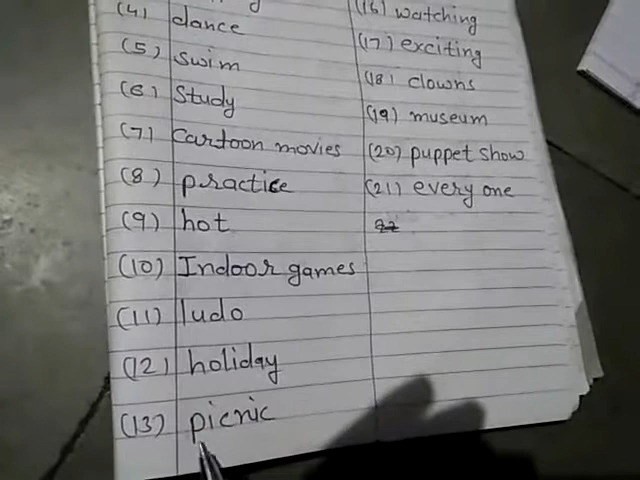 (4) dance
(5) swim
(6) Study
(7) Cartoon movies
(8) practice
(9) hot
(10) Indoor games
(11) ludo
(12) holiday
(13) picnic
(16) watching
(17) exciting
(18) clowns
(19) museum
(20) puppet show
(21) every one